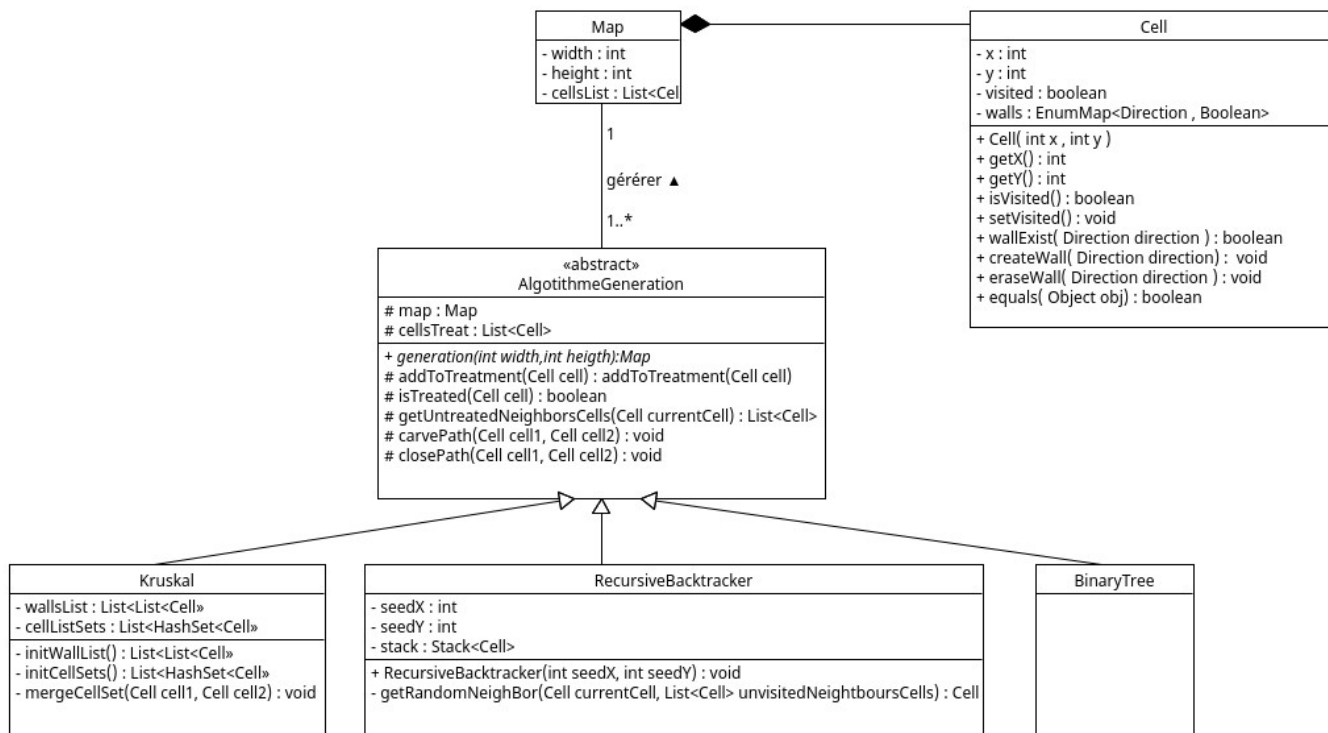 Map
- width : int
- height : int
- cellsList : List<Cel
Cell
- x : int
- y : int
- visited : boolean
- walls : EnumMap<Direction , Boolean>
+ Cell( int x , int y )
+ getX() : int
+ getY() : int
+ isVisited() : boolean
+ setVisited() : void
+ wallExist( Direction direction ) : boolean
+ createWall( Direction direction) :  void
+ eraseWall( Direction direction ) : void
+ equals( Object obj) : boolean
1
gérérer ▲
1..*
«abstract»
AlgotithmeGeneration
# map : Map
# cellsTreat : List<Cell>
+ generation(int width,int heigth):Map
# addToTreatment(Cell cell) : addToTreatment(Cell cell)
# isTreated(Cell cell) : boolean
# getUntreatedNeighborsCells(Cell currentCell) : List<Cell>
# carvePath(Cell cell1, Cell cell2) : void
# closePath(Cell cell1, Cell cell2) : void
Kruskal
- wallsList : List<List<Cell»
- cellListSets : List<HashSet<Cell»
- initWallList() : List<List<Cell»
- initCellSets() : List<HashSet<Cell»
- mergeCellSet(Cell cell1, Cell cell2) : void
RecursiveBacktracker
- seedX : int
- seedY : int
- stack : Stack<Cell>
+ RecursiveBacktracker(int seedX, int seedY) : void
- getRandomNeighBor(Cell currentCell, List<Cell> unvisitedNeightboursCells) : Cell
BinaryTree